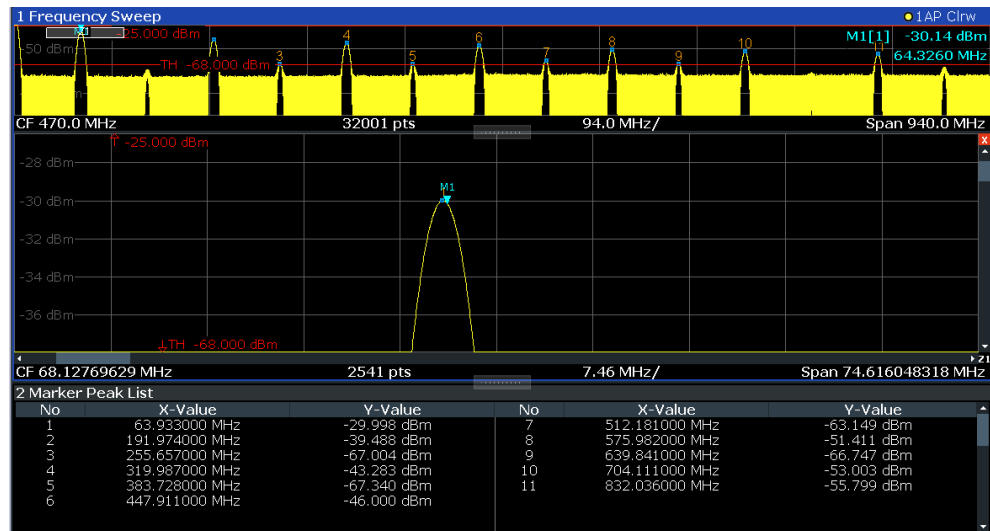 1 Frequency Sweep
1AP Clrw
M1
-25.000 dBm
M1[1] -30.14 dBm
64.3260 MHz
-50 dBm
TH -68.000 dBm
3
4
5
6
7
8
9
10
11
CF 470.0 MHz 32001 pts 94.0 MHz/ Span 940.0 MHz
-25.000 dBm
-28 dBm
M1
-30 dBm
-32 dBm
-34 dBm
-36 dBm
TH -68.000 dBm
Z1
CF 68.12769629 MHz 2541 pts 7.46 MHz/ Span 74.616048318 MHz
2 Marker Peak List
No X-Value Y-Value No X-Value Y-Value
1 63.933000 MHz -29.998 dBm 7 512.181000 MHz -63.149 dBm
2 191.974000 MHz -39.488 dBm 8 575.982000 MHz -51.411 dBm
3 255.657000 MHz -67.004 dBm 9 639.841000 MHz -66.747 dBm
4 319.987000 MHz -43.283 dBm 10 704.111000 MHz -53.003 dBm
5 383.728000 MHz -67.340 dBm 11 832.036000 MHz -55.799 dBm
6 447.911000 MHz -46.000 dBm